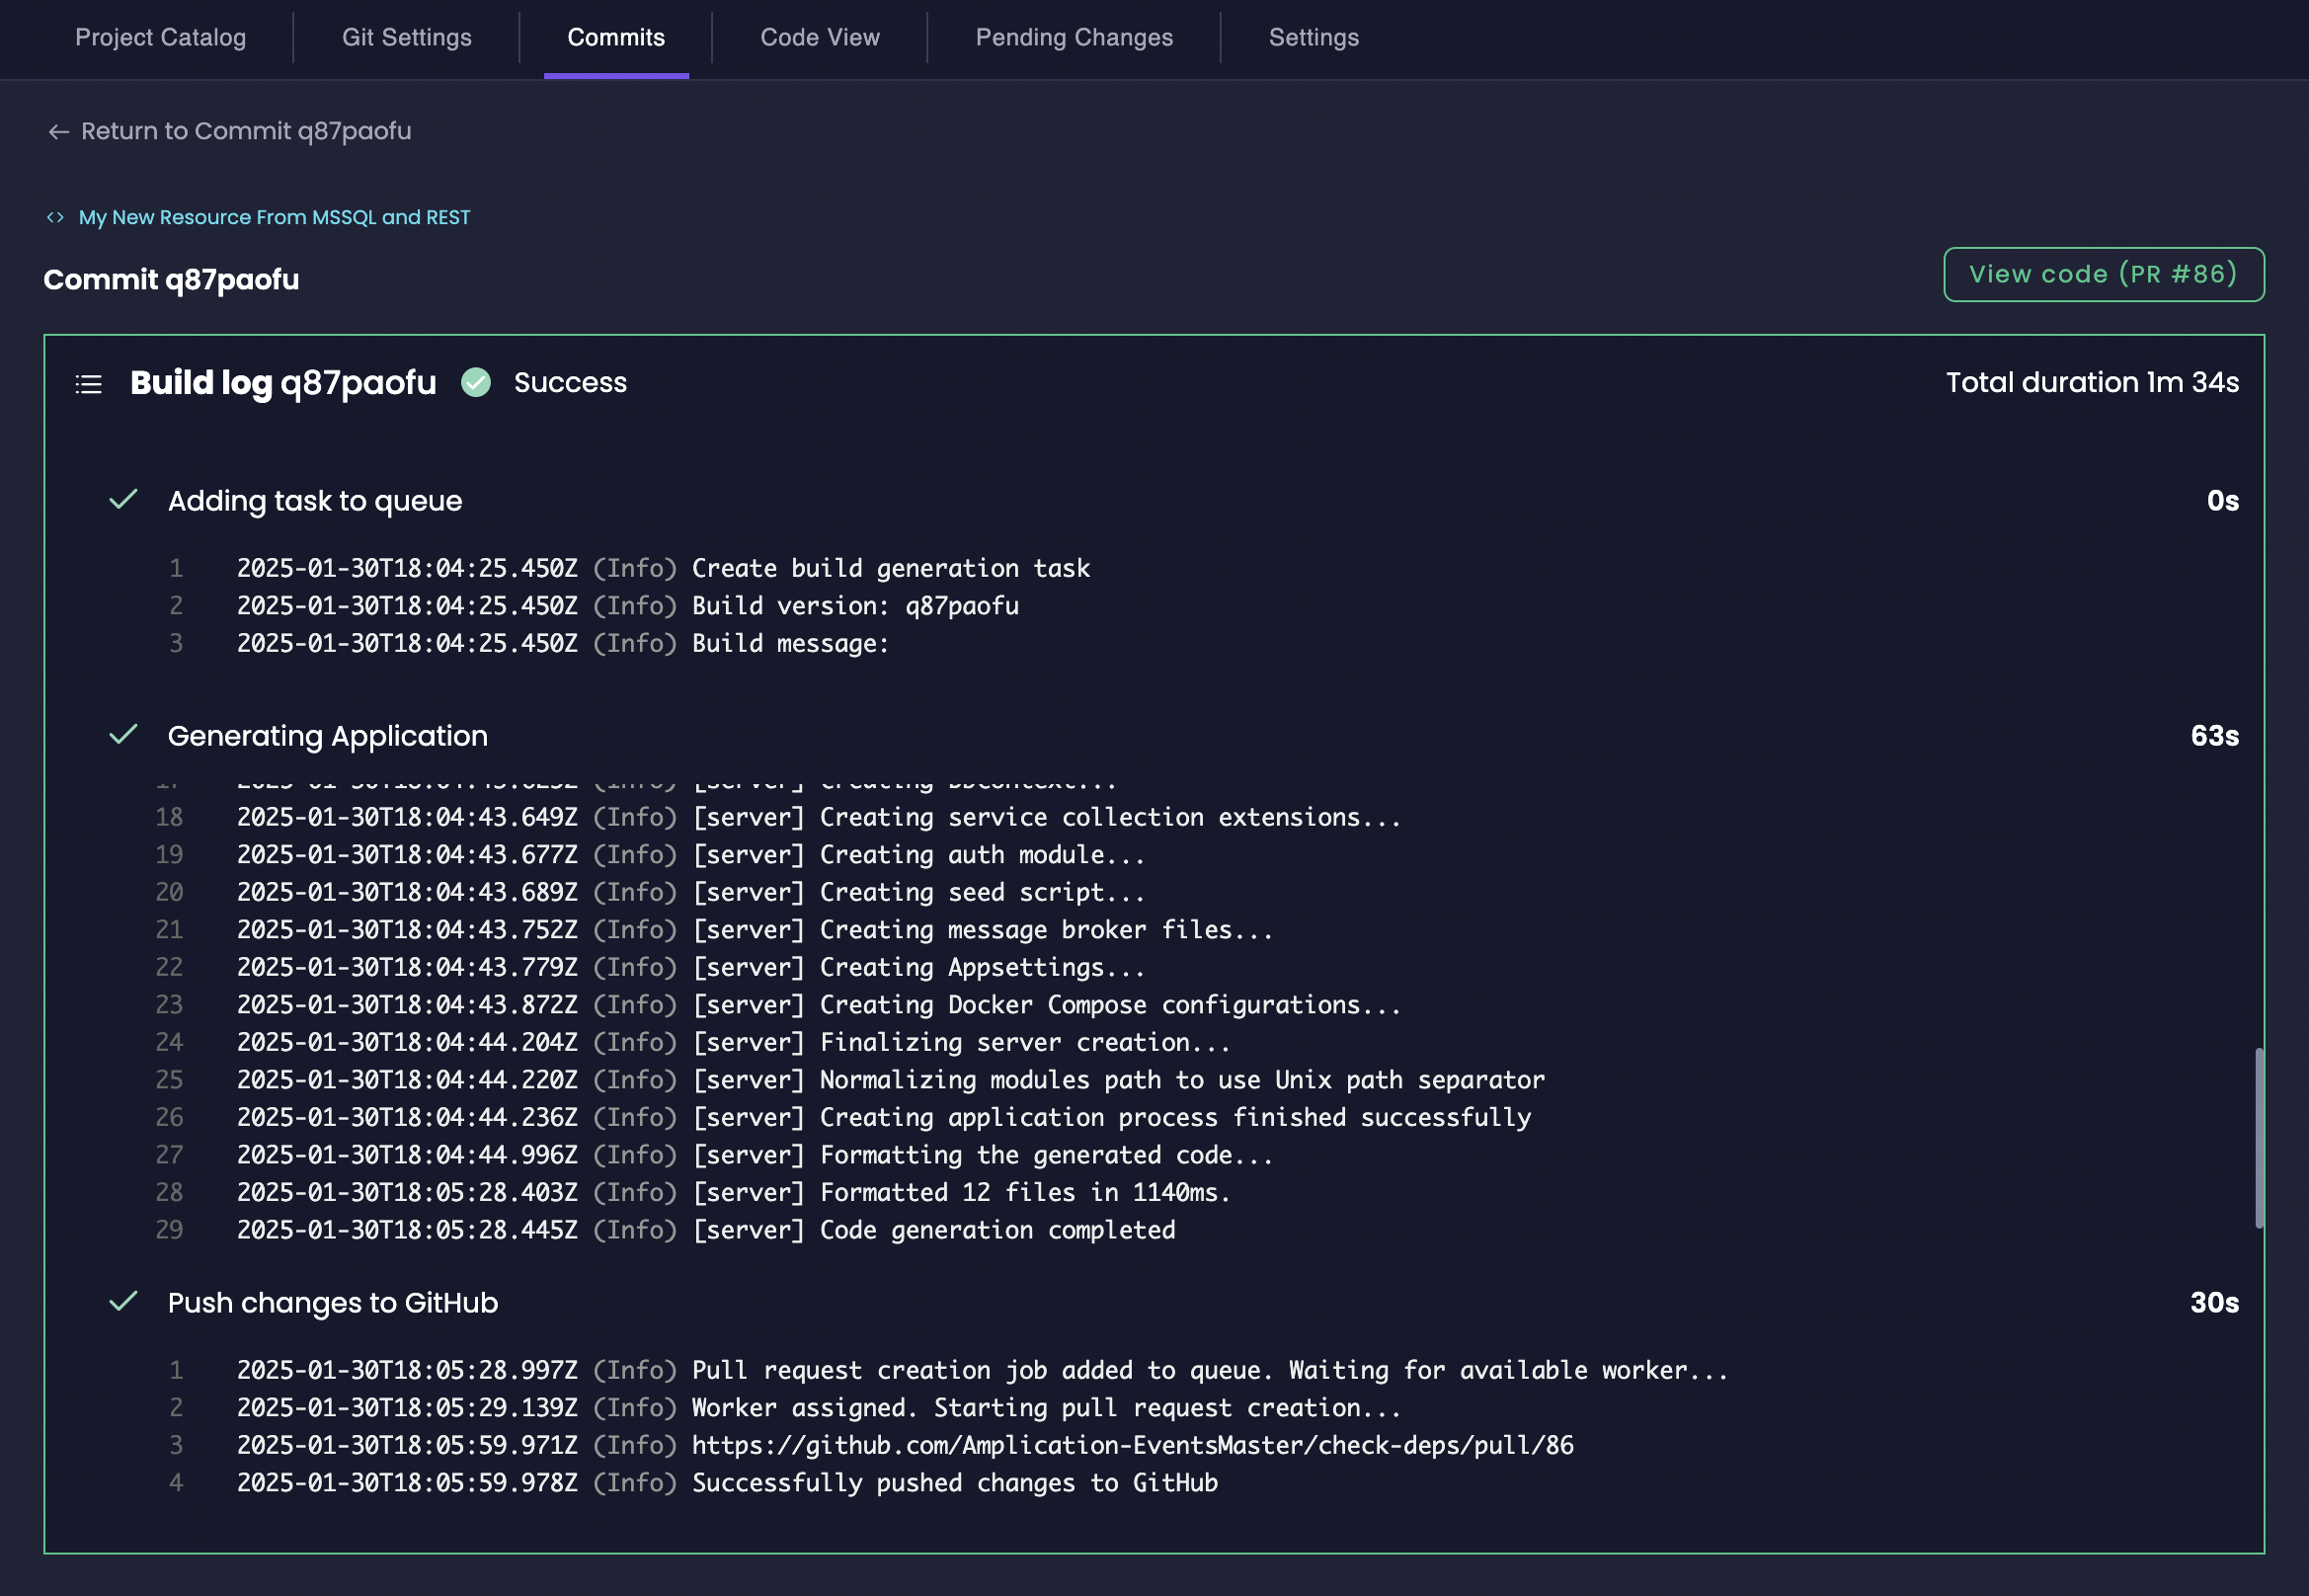 Project Catalog
Git Settings
Commits
Code View
Pending Changes
Settings
Return to Commit q87paofu
My New Resource From MSSQL and REST
Commit q87paofu
View code (PR #86)
Build log q87paofu Success Total duration 1m 34s
Adding task to queue 0s
1 2025-01-30T18:04:25.450Z (Info) Create build generation task
2 2025-01-30T18:04:25.450Z (Info) Build version: q87paofu
3 2025-01-30T18:04:25.450Z (Info) Build message:
Generating Application 63s
(Info) [server] Creating DbContext...
18 2025-01-30T18:04:43.649Z (Info) [server] Creating service collection extensions...
19 2025-01-30T18:04:43.677Z (Info) [server] Creating auth module...
20 2025-01-30T18:04:43.689Z (Info) [server] Creating seed script...
21 2025-01-30T18:04:43.752Z (Info) [server] Creating message broker files...
22 2025-01-30T18:04:43.779Z (Info) [server] Creating Appsettings...
23 2025-01-30T18:04:43.872Z (Info) [server] Creating Docker Compose configurations...
24 2025-01-30T18:04:44.204Z (Info) [server] Finalizing server creation...
25 2025-01-30T18:04:44.220Z (Info) [server] Normalizing modules path to use Unix path separator
26 2025-01-30T18:04:44.236Z (Info) [server] Creating application process finished successfully
27 2025-01-30T18:04:44.996Z (Info) [server] Formatting the generated code...
28 2025-01-30T18:05:28.403Z (Info) [server] Formatted 12 files in 1140ms.
29 2025-01-30T18:05:28.445Z (Info) [server] Code generation completed
Push changes to GitHub 30s
1 2025-01-30T18:05:28.997Z (Info) Pull request creation job added to queue. Waiting for available worker...
2 2025-01-30T18:05:29.139Z (Info) Worker assigned. Starting pull request creation...
3 2025-01-30T18:05:59.971Z (Info) https://github.com/Amplication-EventsMaster/check-deps/pull/86
4 2025-01-30T18:05:59.978Z (Info) Successfully pushed changes to GitHub